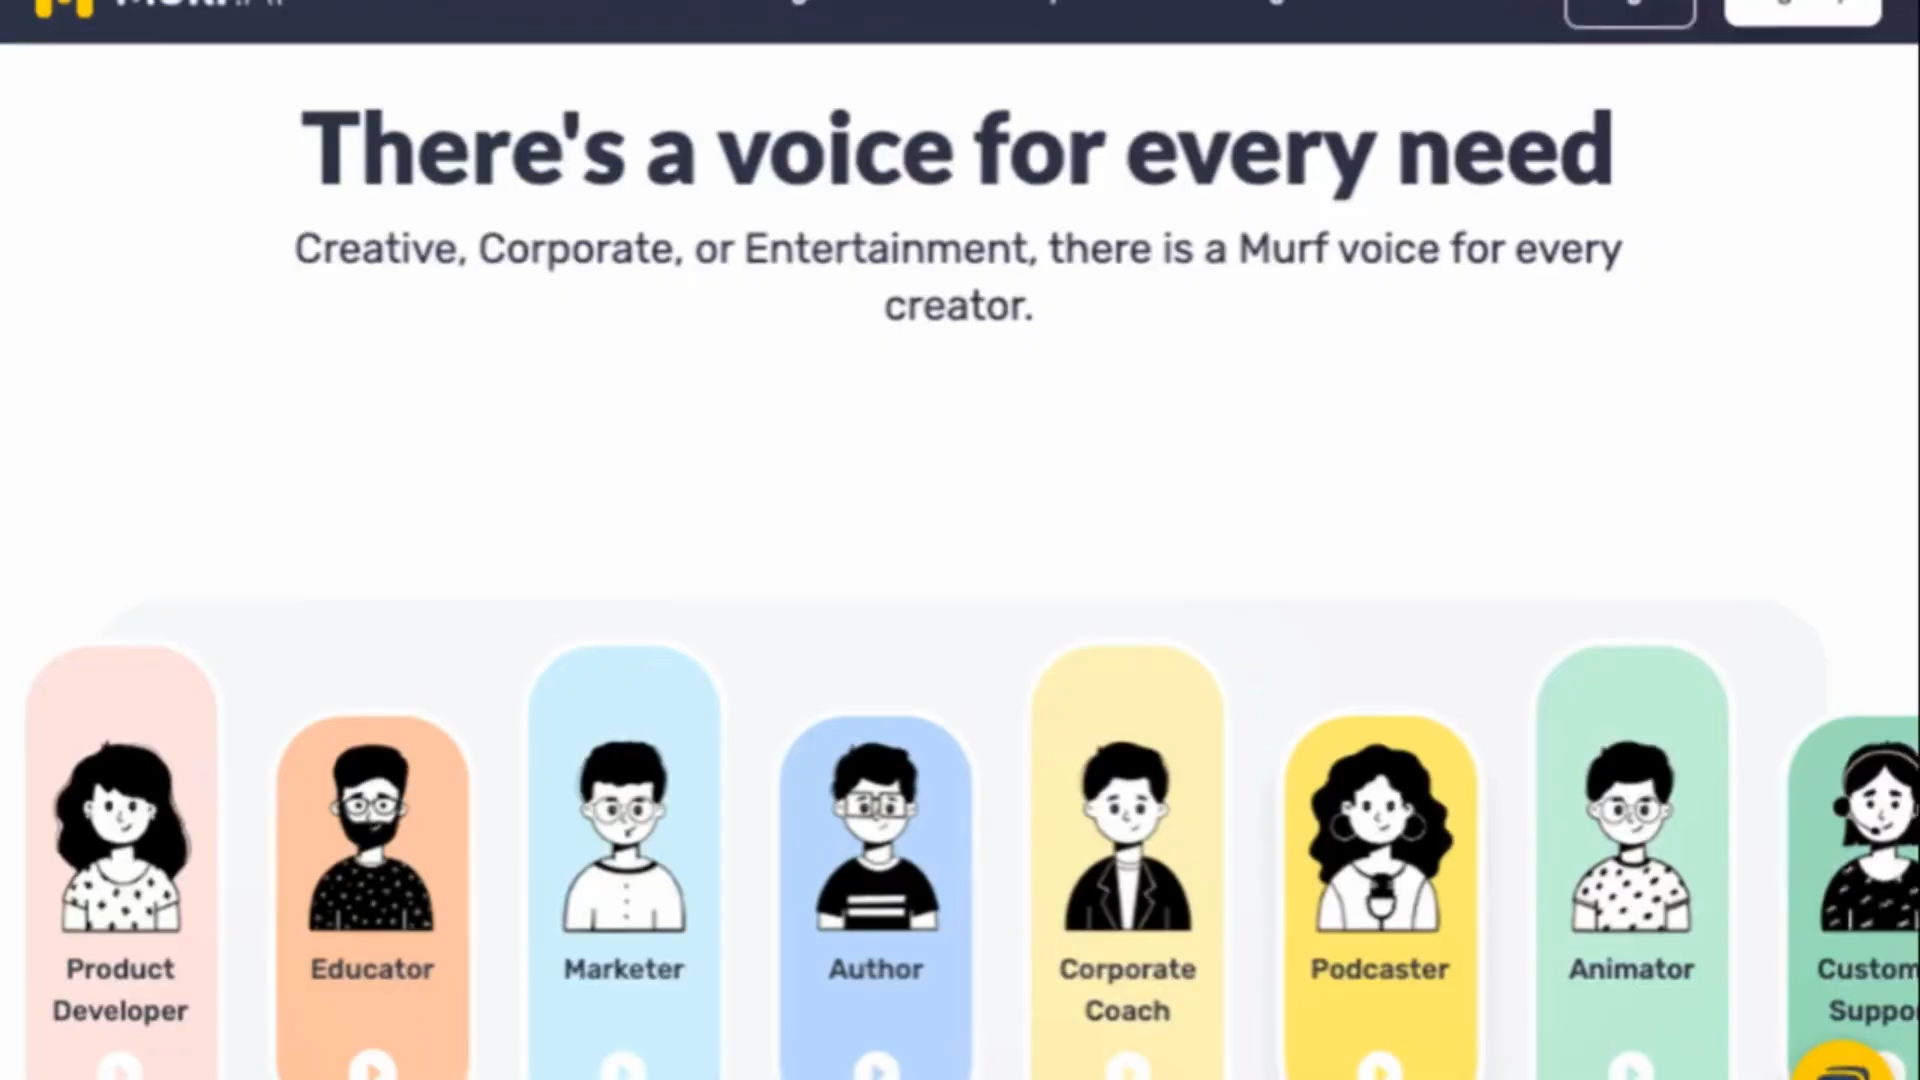 There's a voice for every need
Creative, Corporate, or Entertainment, there is a Murf voice for every
creator.
Product
Developer
Educator
Marketer
Author
Corporate
Coach
Podcaster
Animator